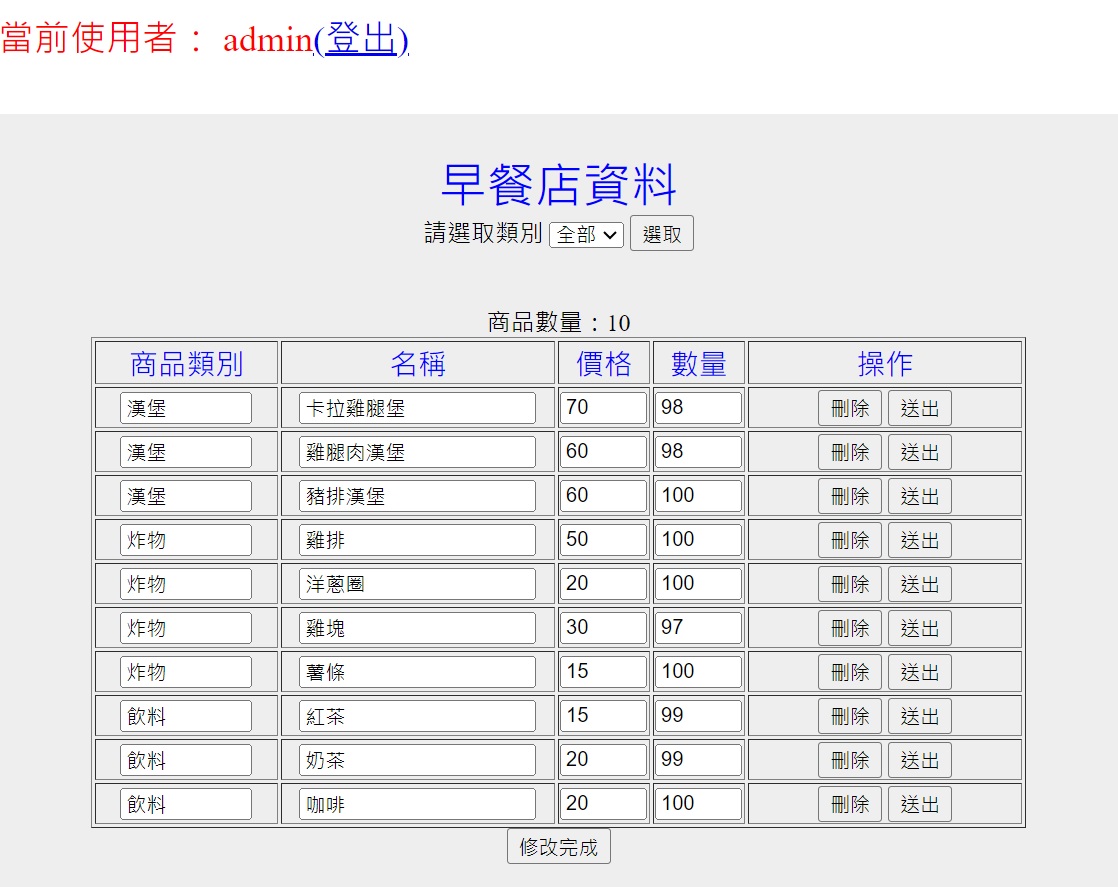 當前使用者： admin(登出)
早餐店資料
請選取類別 全部 選取
商品數量：10
商品類別 名稱 價格 數量 操作
漢堡 卡拉雞腿堡 70 98 刪除 送出
漢堡 雞腿肉漢堡 60 98 刪除 送出
漢堡 豬排漢堡 60 100 刪除 送出
炸物 雞排 50 100 刪除 送出
炸物 洋蔥圈 20 100 刪除 送出
炸物 雞塊 30 97 刪除 送出
炸物 薯條 15 100 刪除 送出
飲料 紅茶 15 99 刪除 送出
飲料 奶茶 20 99 刪除 送出
飲料 咖啡 20 100 刪除 送出
修改完成